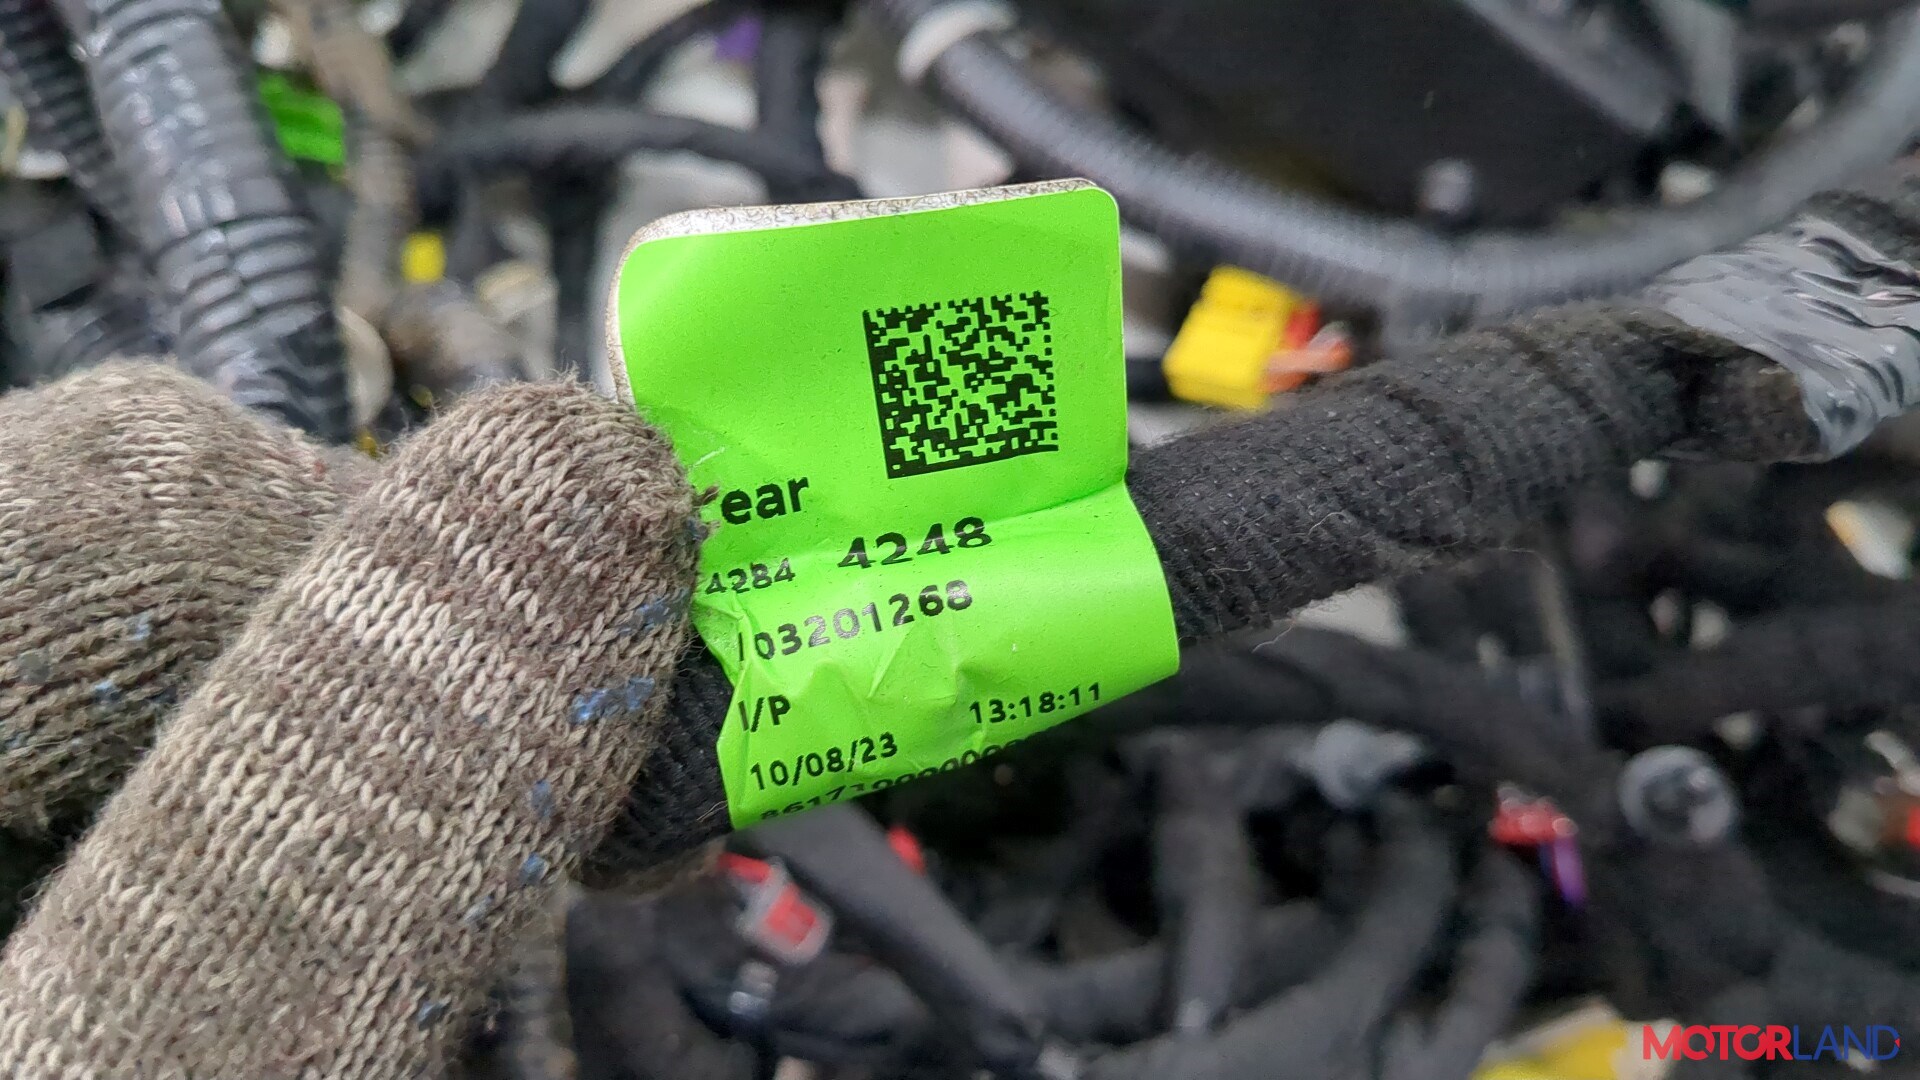 ear
4284 4248
/03201268
I/P 13:18:11
10/08/23
MOTORLAND